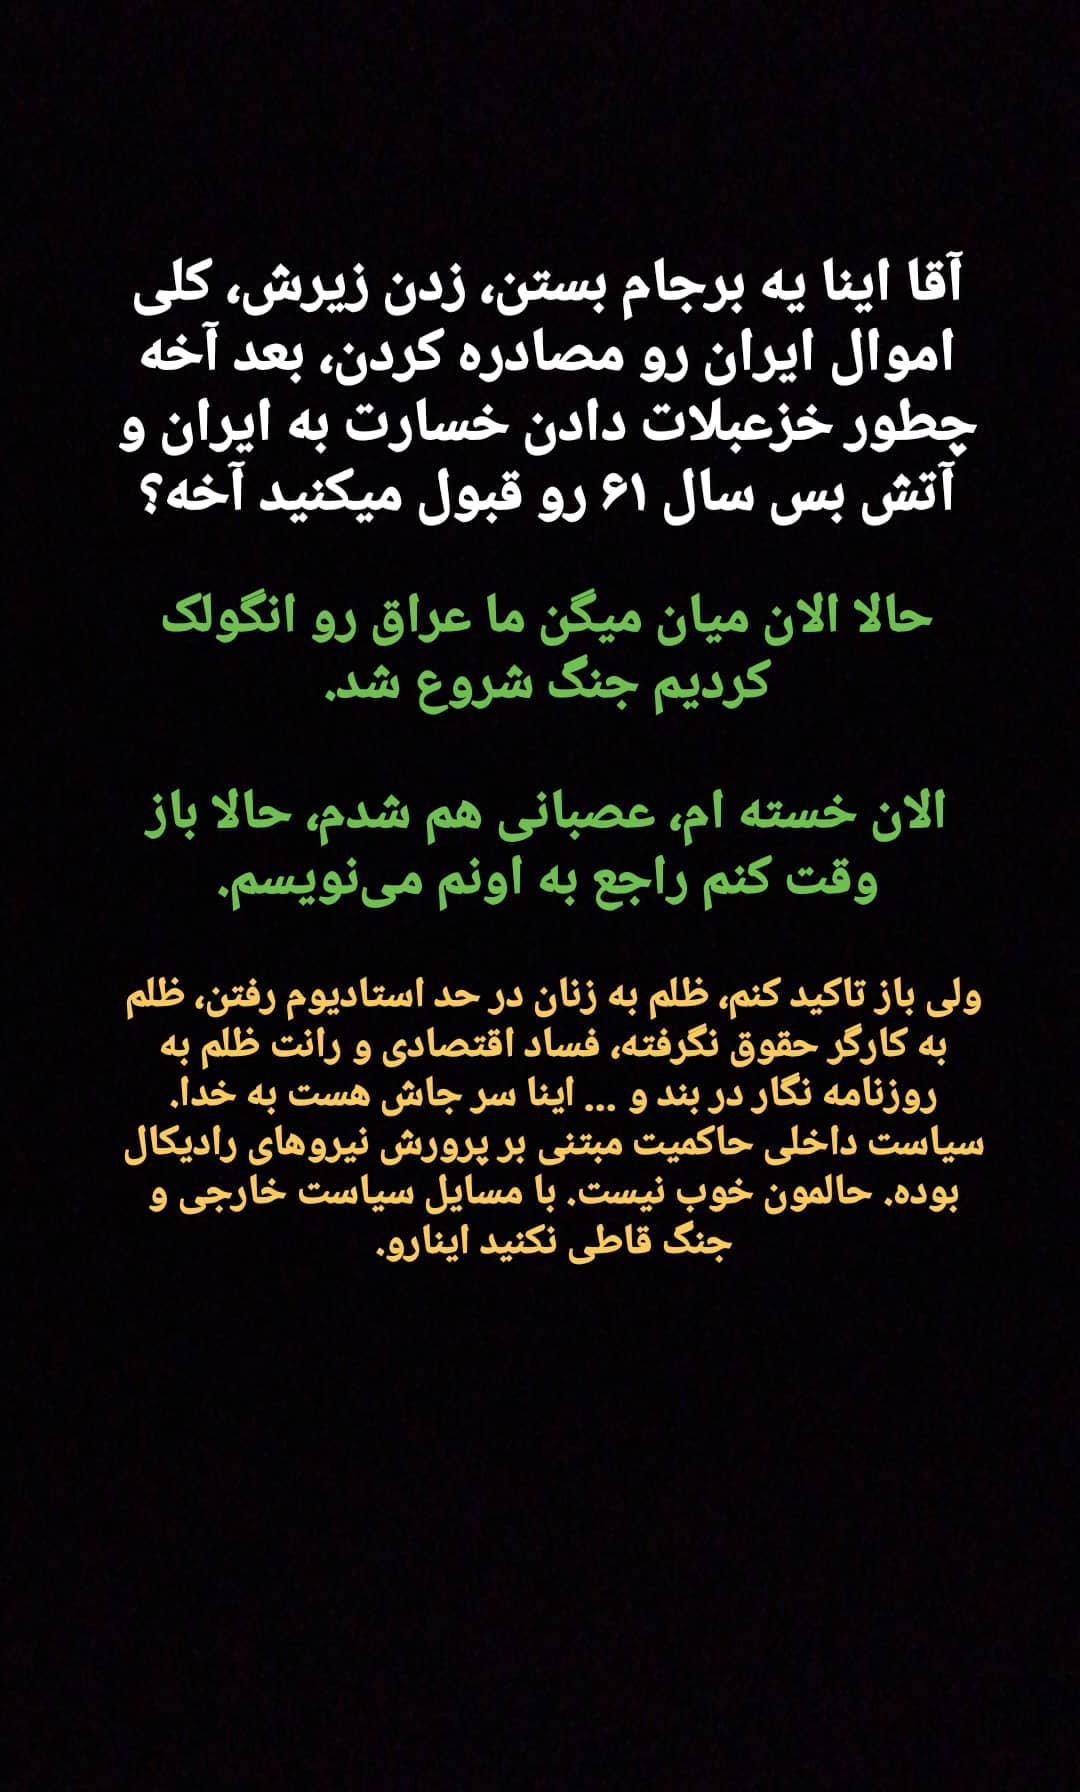 آقا اینا یه برجام بستن، زدن زیرش، کلی
اموال ایران رو مصادره کردن، بعد آخه
چطور خزعبلات دادن خسارت به ایران و
آتش بس سال ۶۱ رو قبول میکنید آخه؟
حالا الان میان میگن ما عراق رو انگولک
کردیم جنگ شروع شد.
الان خسته ام، عصبانی هم شدم، حالا باز
وقت کنم راجع به اونم می‌نویسم.
ولی باز تاکید کنم، ظلم به زنان در حد استادیوم رفتن، ظلم
به کارگر حقوق نگرفته، فساد اقتصادی و رانت ظلم به
روزنامه نگار در بند و ... اینا سر جاش هست به خدا.
سیاست داخلی حاکمیت مبتنی بر پرورش نیروهای رادیکال
بوده. حالمون خوب نیست. با مسایل سیاست خارجی و
جنگ قاطی نکنید اینارو.